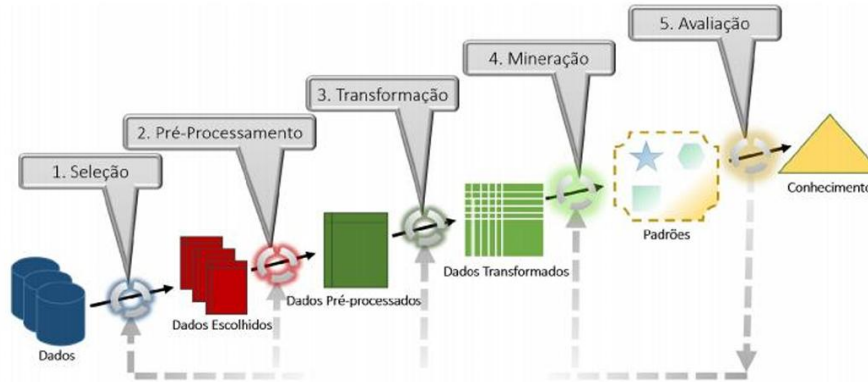 5. Avaliação
4. Mineração
3. Transformação
2. Pré-Processamento
1. Seleção
Conhecimento
Padrões
Dados Transformados
Dados Pré-processados
Dados Escolhidos
Dados